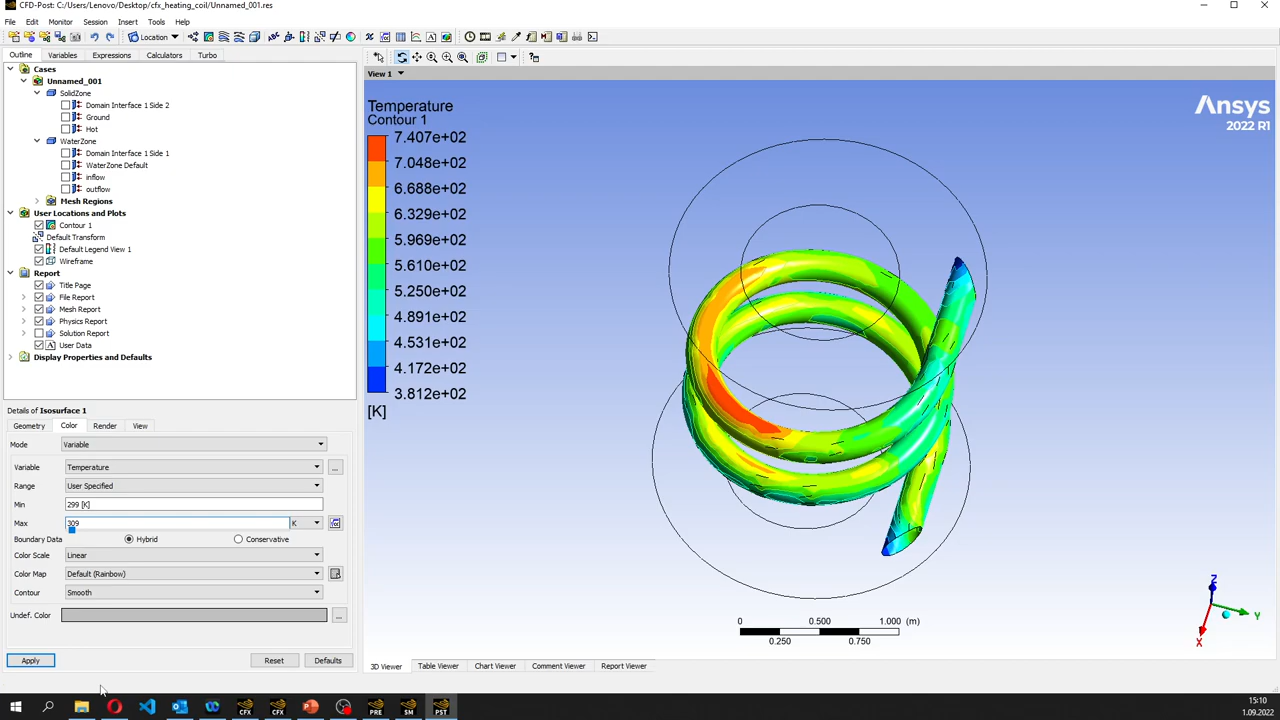 CFD-Post: C:/Users/Lenovo/Desktop/cfx_heating_coil/Unnamed_001.res
File Edit Monitor Session Insert Tools Help
Location
Outline Variables Expressions Calculators Turbo
Cases
Unnamed_001
SolidZone
Domain Interface 1 Side 2
Ground
Hot
WaterZone
Domain Interface 1 Side 1
WaterZone Default
inflow
outflow
Mesh Regions
User Locations and Plots
Contour 1
Default Transform
Default Legend View 1
Wireframe
Report
Title Page
File Report
Mesh Report
Physics Report
Solution Report
User Data
Display Properties and Defaults
Details of Isosurface 1
Geometry Color Render View
Mode Variable
Variable Temperature ...
Range User Specified
Min 299 [K]
Max 309 K
Boundary Data Hybrid Conservative
Color Scale Linear
Color Map Default (Rainbow)
Contour Smooth
Undef. Color ...
Apply Reset Defaults
View 1
Temperature
Contour 1
7.407e+02
7.048e+02
6.688e+02
6.329e+02
5.969e+02
5.610e+02
5.250e+02
4.891e+02
4.531e+02
4.172e+02
3.812e+02
[K]
Ansys
2022 R1
0 0.500 1.000 (m)
0.250 0.750
Z
Y
X
3D Viewer Table Viewer Chart Viewer Comment Viewer Report Viewer
CFX CFX PRE SM PST
15:10
1.09.2022